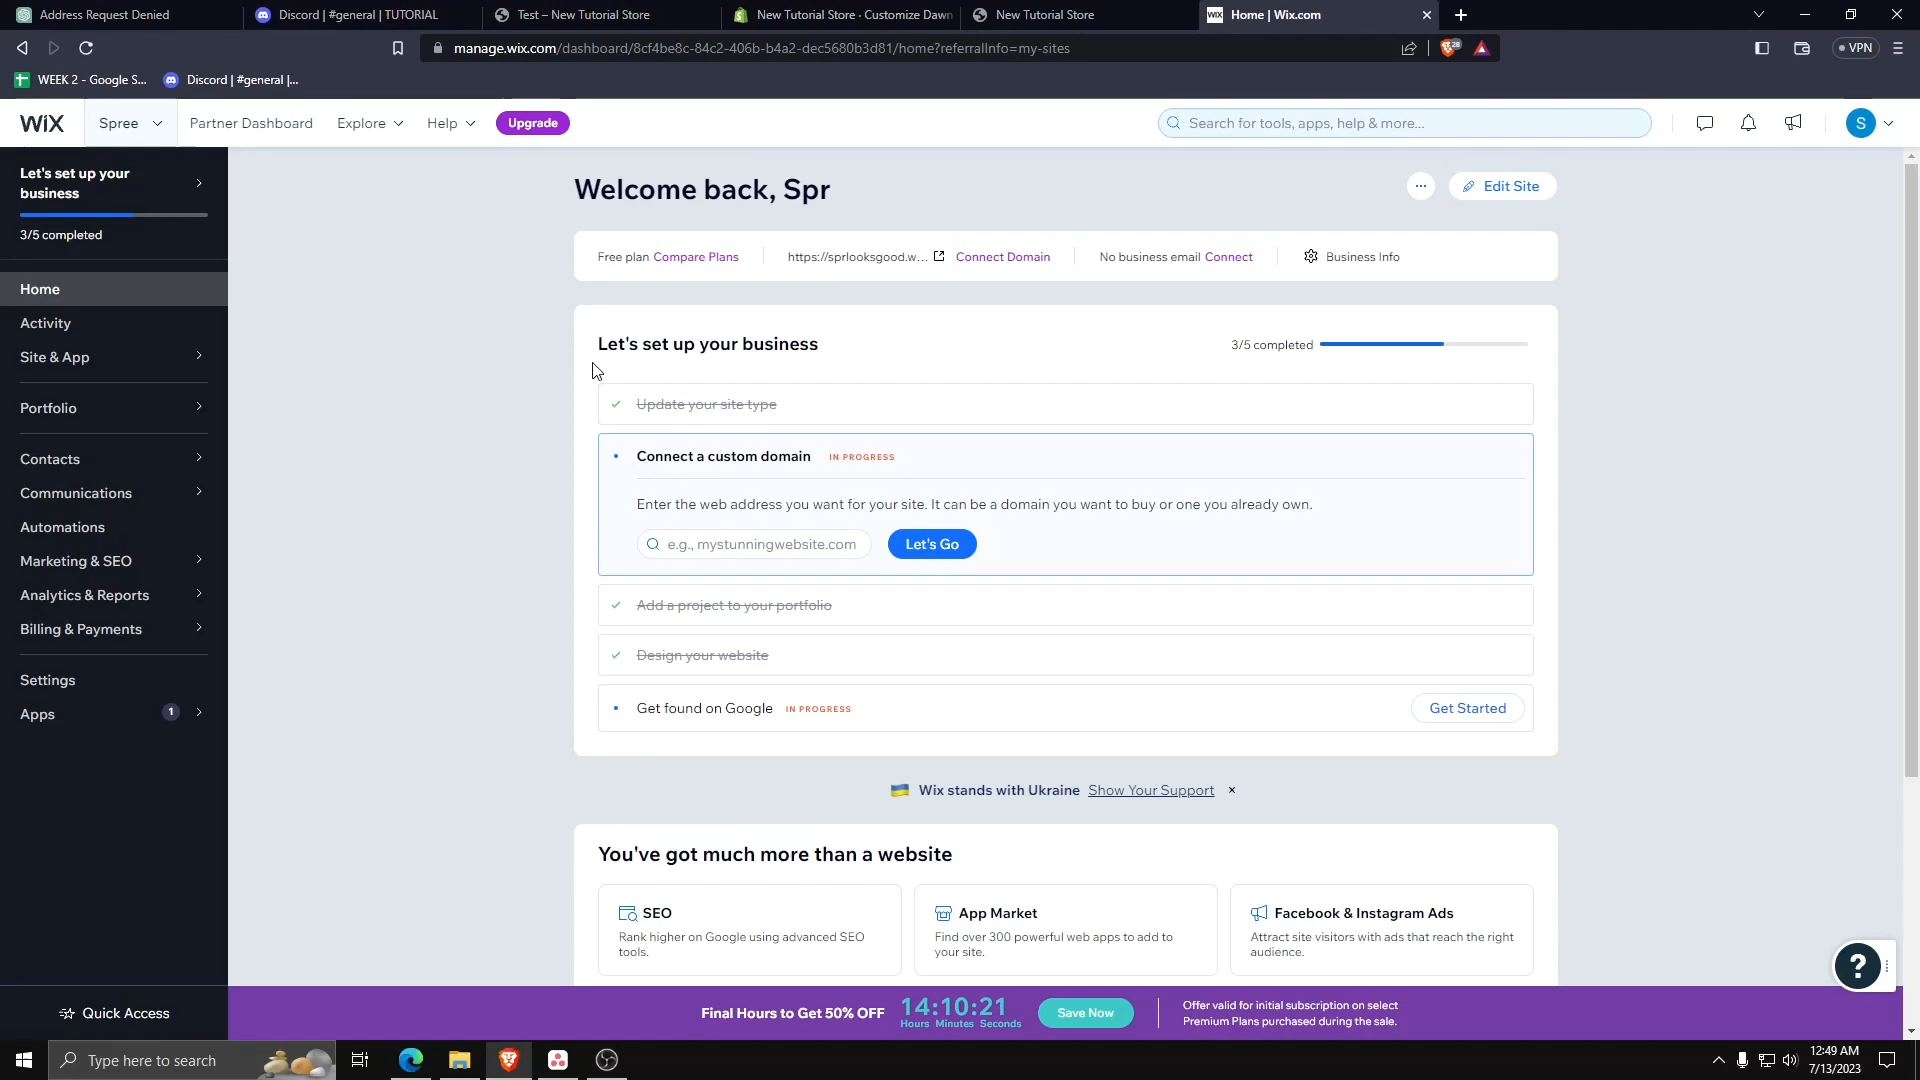 Address Request Denied
Discord | #general | TUTORIAL
Test – New Tutorial Store
New Tutorial Store · Customize Dawn
New Tutorial Store
WIX Home | Wix.com
manage.wix.com/dashboard/8cf4be8c-84c2-406b-b4a2-dec5680b3d81/home?referralInfo=my-sites
28
VPN
WEEK 2 - Google S...
Discord | #general |...
WiX
Spree
Partner Dashboard
Explore
Help
Upgrade
Search for tools, apps, help & more...
S
Let's set up your
business
3/5 completed
Home
Activity
Site & App
Portfolio
Contacts
Communications
Automations
Marketing & SEO
Analytics & Reports
Billing & Payments
Settings
Apps 1
Quick Access
Welcome back, Spr
Edit Site
Free plan Compare Plans
https://sprlooksgood.w... Connect Domain
No business email Connect
Business Info
Let's set up your business
3/5 completed
Update your site type
Connect a custom domain IN PROGRESS
Enter the web address you want for your site. It can be a domain you want to buy or one you already own.
e.g., mystunningwebsite.com
Let's Go
Add a project to your portfolio
Design your website
Get found on Google IN PROGRESS
Get Started
Wix stands with Ukraine Show Your Support ×
You've got much more than a website
SEO
Rank higher on Google using advanced SEO
tools.
App Market
Find over 300 powerful web apps to add to
your site.
Facebook & Instagram Ads
Attract site visitors with ads that reach the right
audience.
?
Final Hours to Get 50% OFF
14:10:21
Hours Minutes Seconds
Save Now
Offer valid for initial subscription on select
Premium Plans purchased during the sale.
Type here to search
12:49 AM
7/13/2023